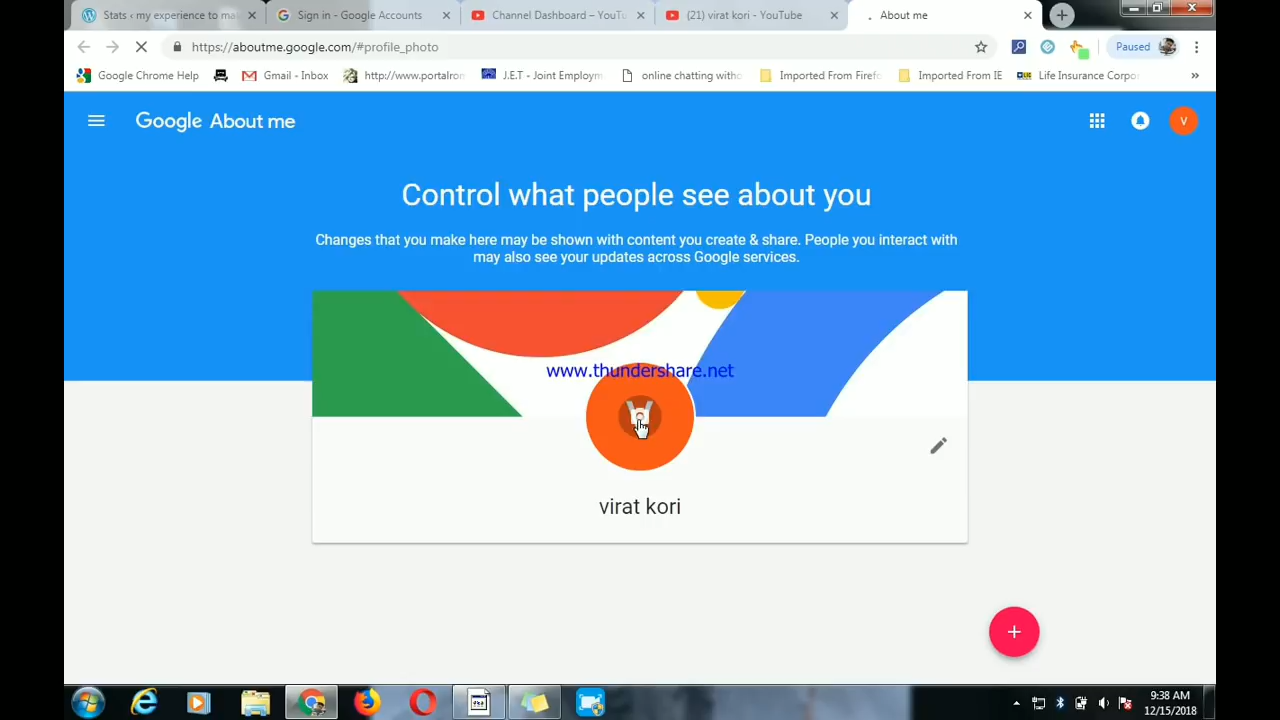 Stats ‹ my experience to mak
Sign in - Google Accounts
Channel Dashboard – YouTu
(21) virat kori - YouTube
About me
https://aboutme.google.com/#profile_photo
Paused
Google Chrome Help
Gmail - Inbox
http://www.portalron
J.E.T - Joint Employm
online chatting witho
Imported From Firefo
Imported From IE
Life Insurance Corpor
»
Google About me
V
Control what people see about you
Changes that you make here may be shown with content you create & share. People you interact with
may also see your updates across Google services.
www.thundershare.net
virat kori
+
9:38 AM
12/15/2018